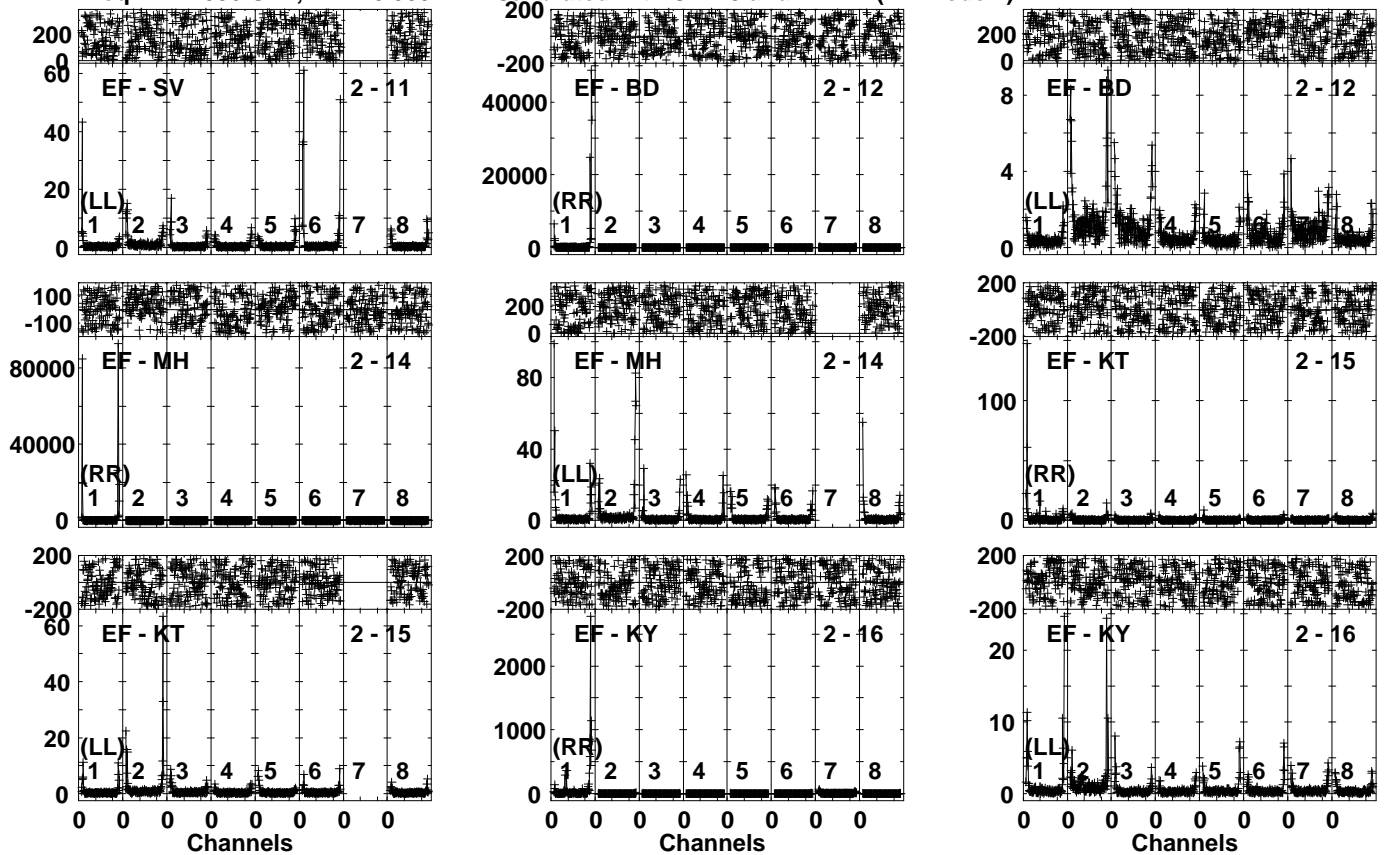 200
0
60
40
20
0
EF - SV 2 - 11
(LL)
1 2 3 4 5 6 7 8
200
-200
40000
20000
0
EF - BD 2 - 12
(RR)
1 2 3 4 5 6 7 8
200
0
8
4
0
EF - BD 2 - 12
(LL)
1 2 3 4 5 6 7 8
100
-100
80000
40000
0
EF - MH 2 - 14
(RR)
1 2 3 4 5 6 7 8
200
0
80
40
0
EF - MH 2 - 14
(LL)
1 2 3 4 5 6 7 8
200
-200
100
0
EF - KT 2 - 15
(RR)
1 2 3 4 5 6 7 8
200
-200
60
40
20
0
EF - KT 2 - 15
(LL)
1 2 3 4 5 6 7 8
0 0 0 0 0 0 0
Channels
200
-200
2000
1000
0
EF - KY 2 - 16
(RR)
1 2 3 4 5 6 7 8
0 0 0 0 0 0 0 0
Channels
200
-200
20
10
0
EF - KY 2 - 16
(LL)
1 2 3 4 5 6 7 8
0 0 0 0 0 0 0 0
Channels